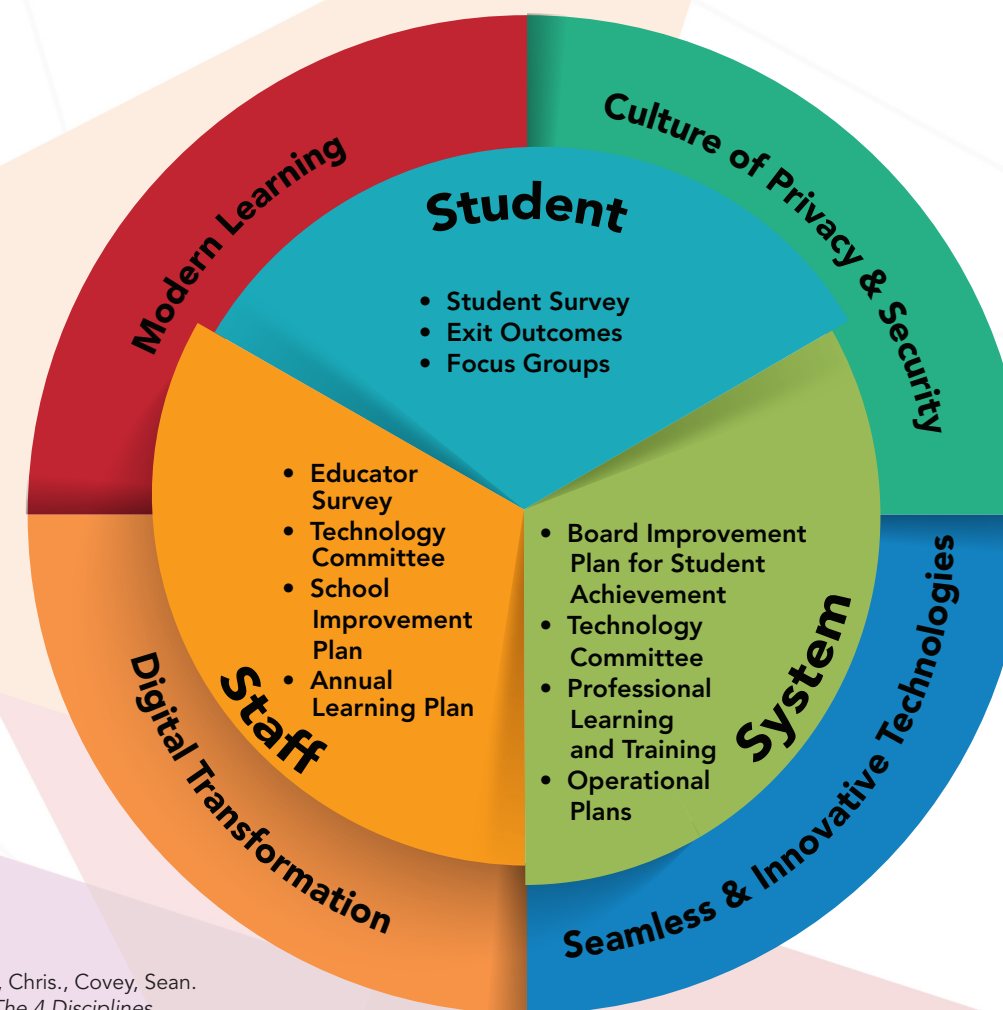 Modern Learning
Culture of Privacy & Security
Student
• Student Survey
• Exit Outcomes
• Focus Groups
• Educator
Survey
• Technology
Committee
• School
Improvement
Plan
• Annual
Learning Plan
Staff
• Board Improvement
Plan for Student
Achievement
• Technology
Committee
• Professional
Learning
and Training
• Operational
Plans
System
Digital Transformation
Seamless & Innovative Technologies
, Chris., Covey, Sean.
The 4 Disciplines